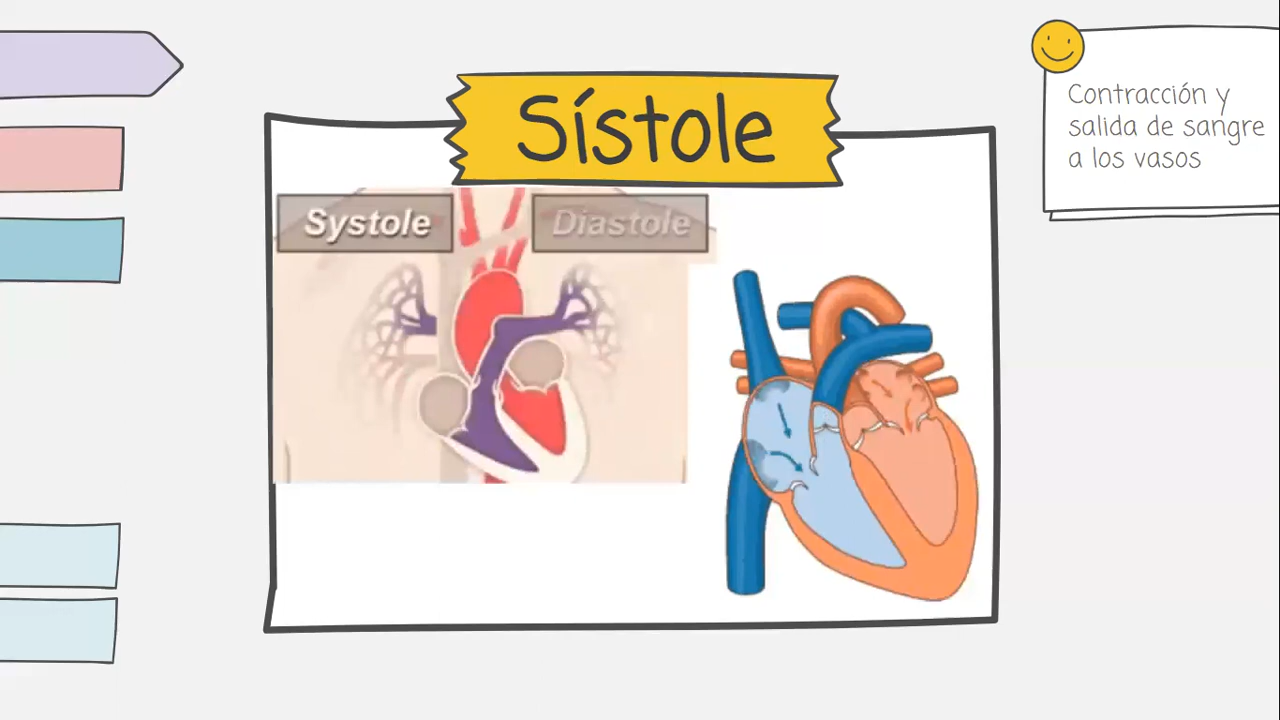 Sístole
Systole
Diastole
Contracción y
salida de sangre
a los vasos